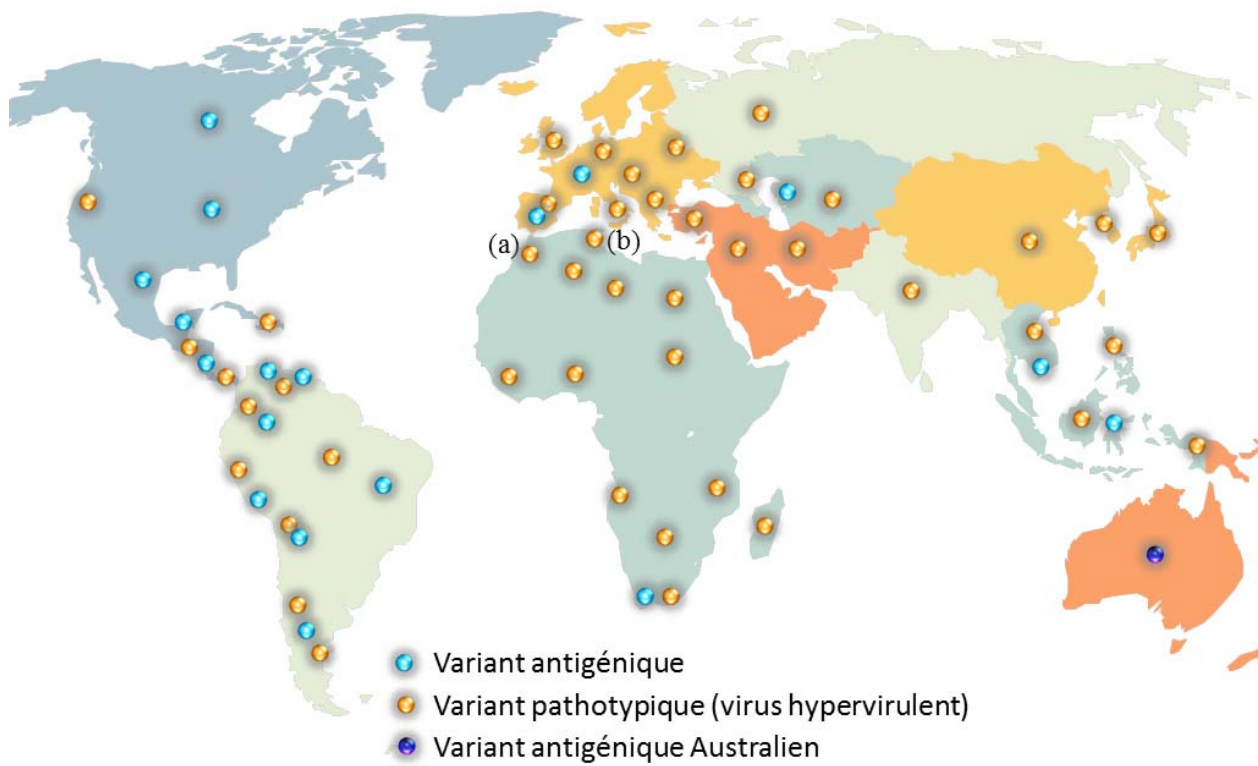 (a)
(b)
Variant antigénique
Variant pathotypique (virus hypervirulent)
Variant antigénique Australien